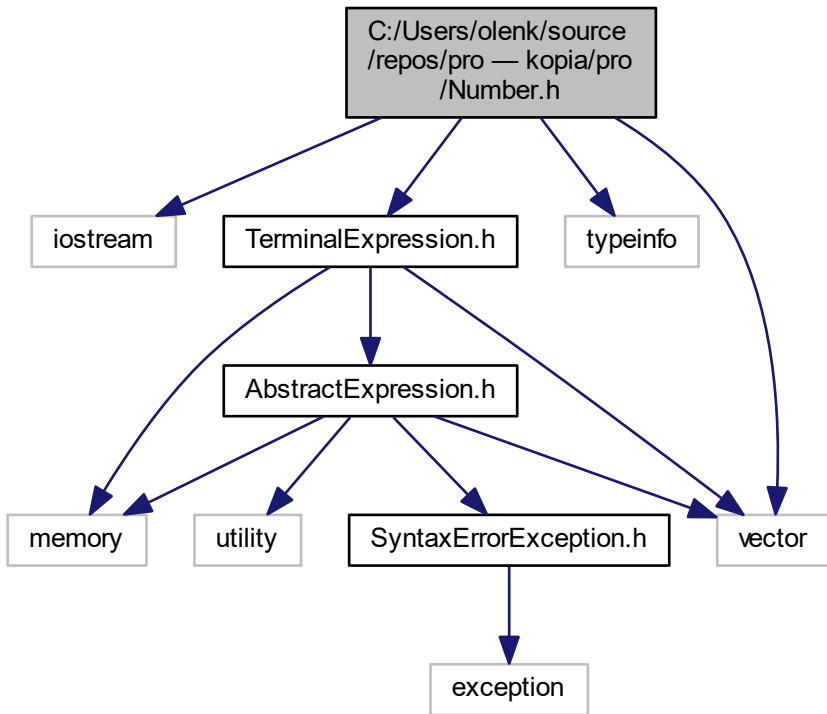 C:/Users/olenk/source
/repos/pro — kopia/pro
/Number.h
iostream
TerminalExpression.h
typeinfo
AbstractExpression.h
memory
utility
SyntaxErrorException.h
vector
exception